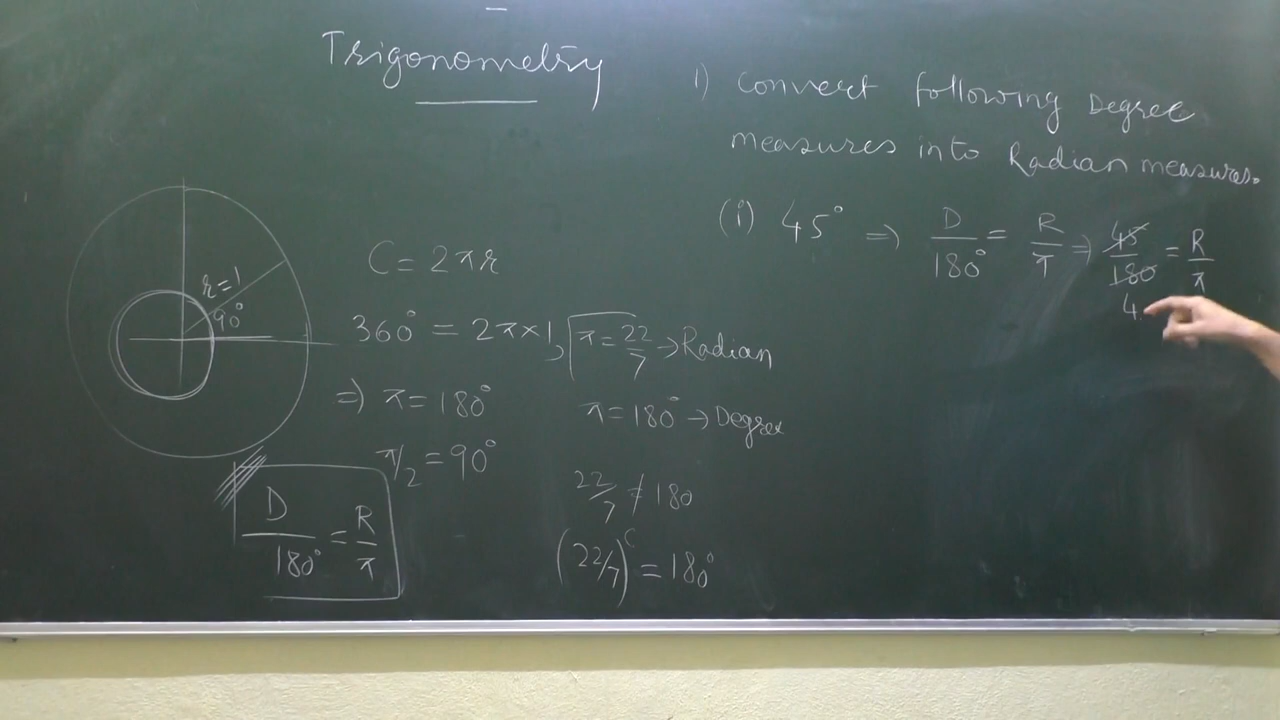 Trigonometry
r=1
90°
C = 2πr
360° = 2π×1, π=22/7 → Radian
⇒ π=180° π=180° → Degree
π/2 = 90°
22/7 ≠ 180
D/180° = R/π
(22/7)ᶜ = 180°
1) Convert following Degree
measures into Radian measures.
(i) 45° ⇒ D/180° = R/π ⇒ 45/180 = R/π
4